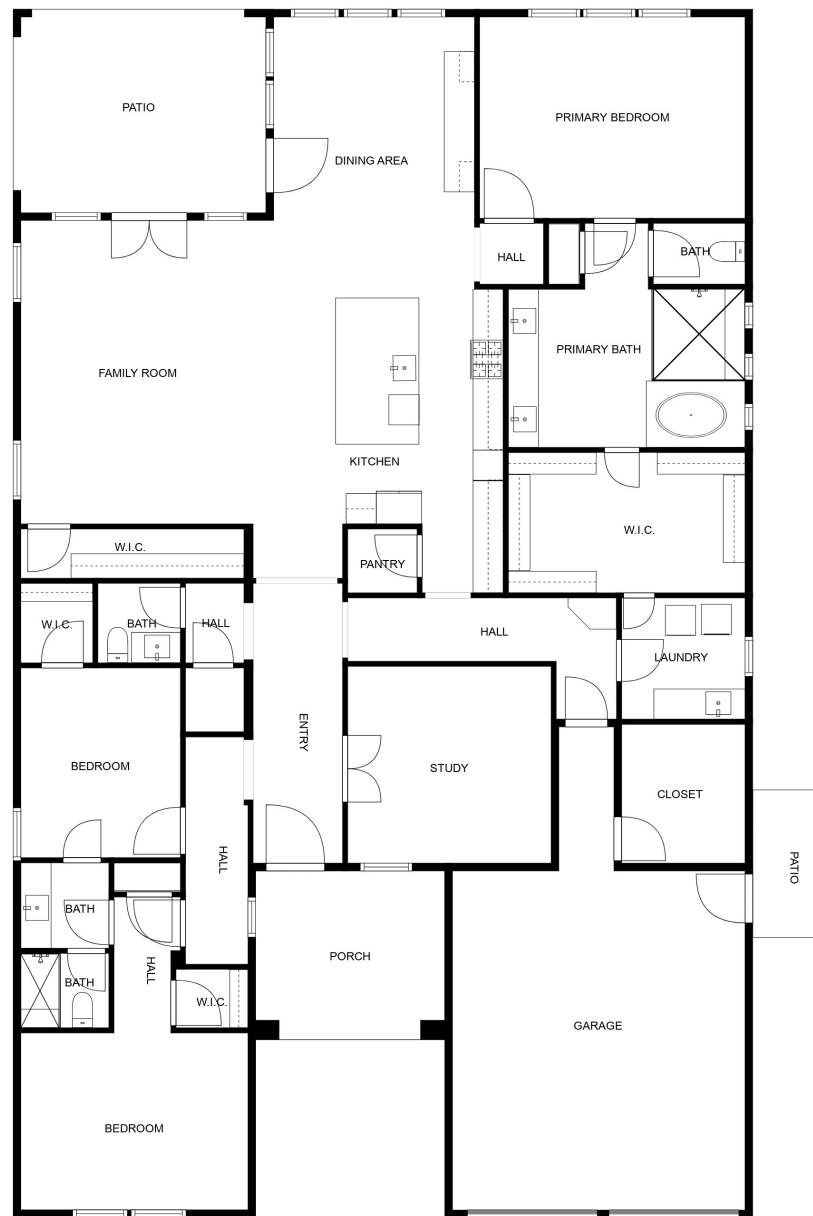 PATIO
PRIMARY BEDROOM
DINING AREA
BATH
HALL
PRIMARY BATH
FAMILY ROOM
KITCHEN
W.I.C.
W.I.C.
PANTRY
W.I.C.
BATH
HALL
HALL
LAUNDRY
ENTRY
BEDROOM
STUDY
CLOSET
HALL
PATIO
BATH
PORCH
HALL
BATH
W.I.C.
GARAGE
BEDROOM